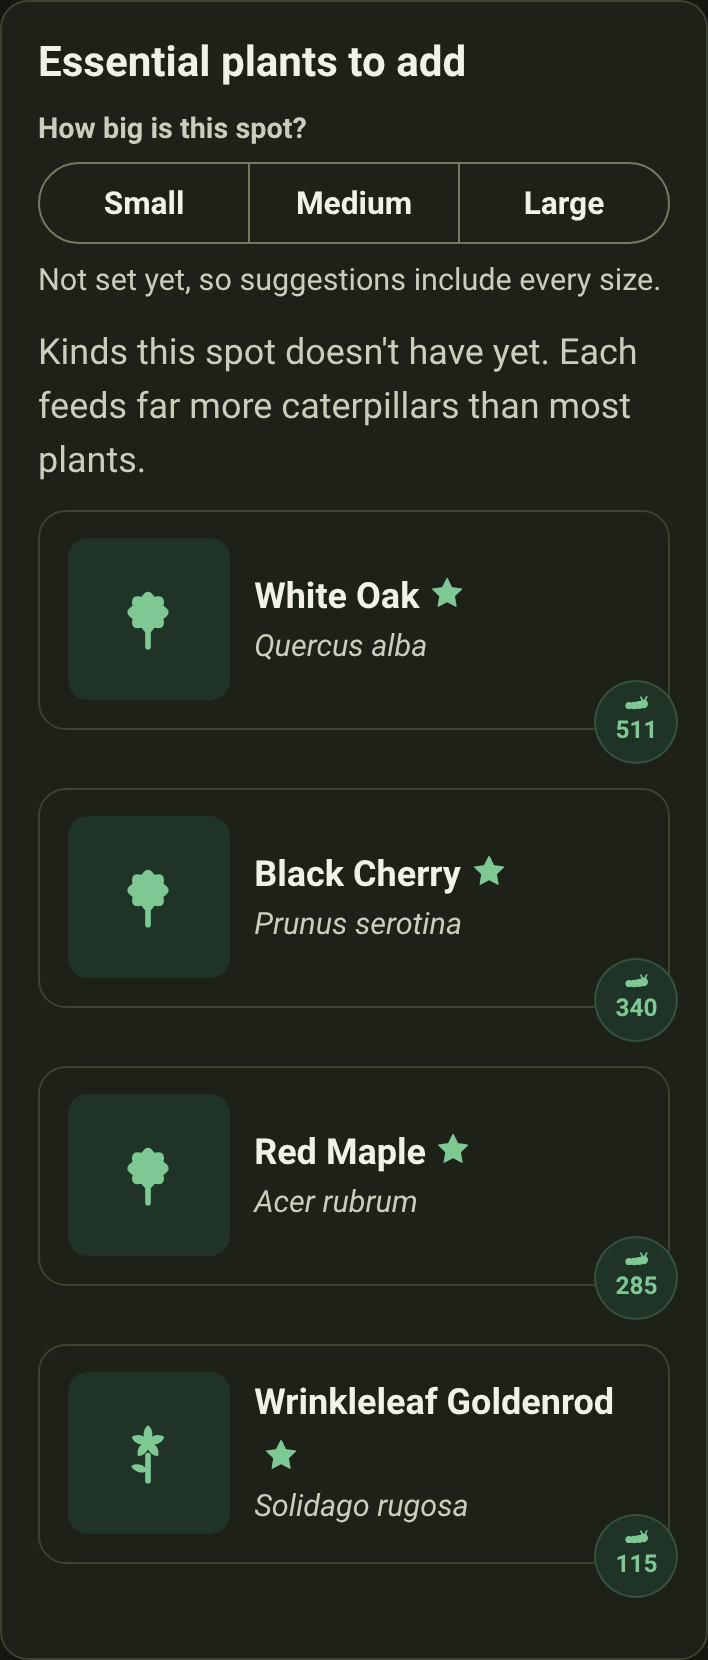 Essential plants to add
How big is this spot?
Small
Medium
Large
Not set yet, so suggestions include every size.
Kinds this spot doesn't have yet. Each
feeds far more caterpillars than most
plants.
White Oak
Quercus alba
511
Black Cherry
Prunus serotina
340
Red Maple
Acer rubrum
285
Wrinkleleaf Goldenrod
Solidago rugosa
115